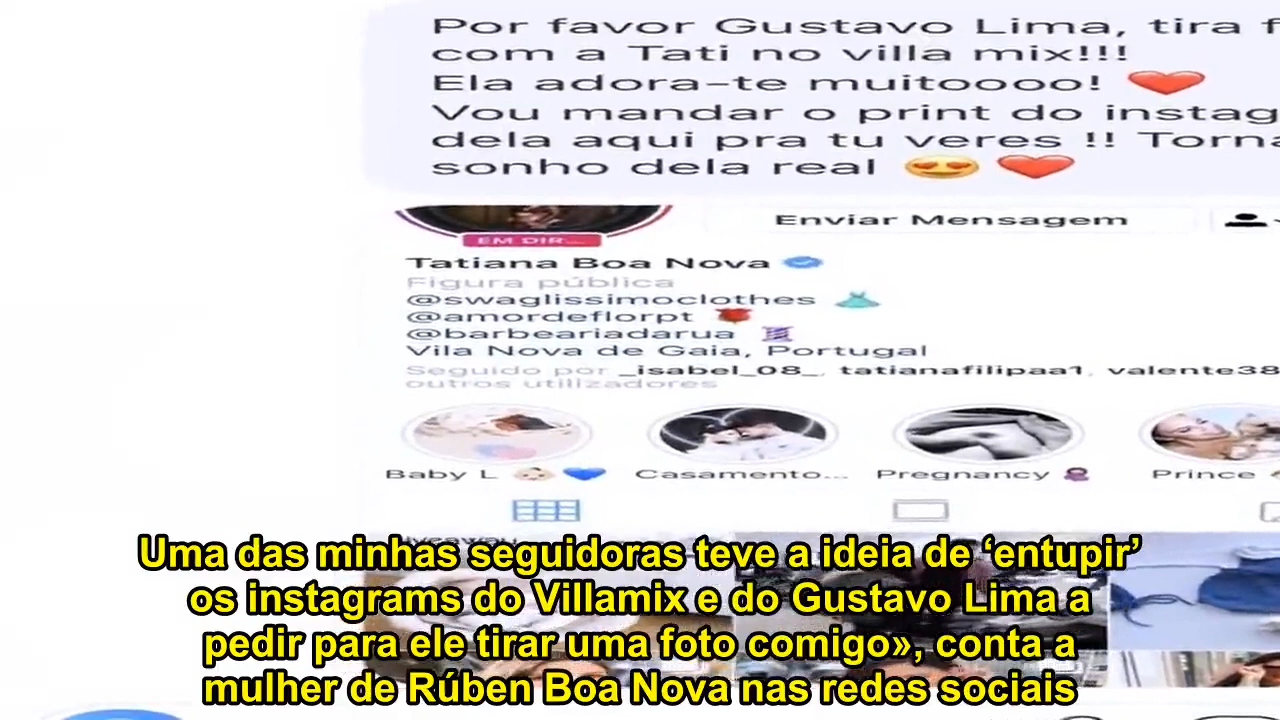 Por favor Gustavo Lima, tira f
com a Tati no villa mix!!!
Ela adora-te muitoooo! ❤️
Vou mandar o print do instag
dela aqui pra tu veres !! Torna
sonho dela real 😍 ❤️
Enviar Mensagem
EM DIR...
Tatiana Boa Nova
Figura pública
@swaglissimoclothes 👗
@amordeflorpt 🌹
@barbeariadarua 💈
Vila Nova de Gaia, Portugal
Seguido por _isabel_08_, tatianafilipaa1, valente38
outros utilizadores
Baby L 👶🏻 💙 Casamento... Pregnancy 🤰🏿 Prince
Uma das minhas seguidoras teve a ideia de ‘entupir’
os instagrams do Villamix e do Gustavo Lima a
pedir para ele tirar uma foto comigo», conta a
mulher de Rúben Boa Nova nas redes sociais